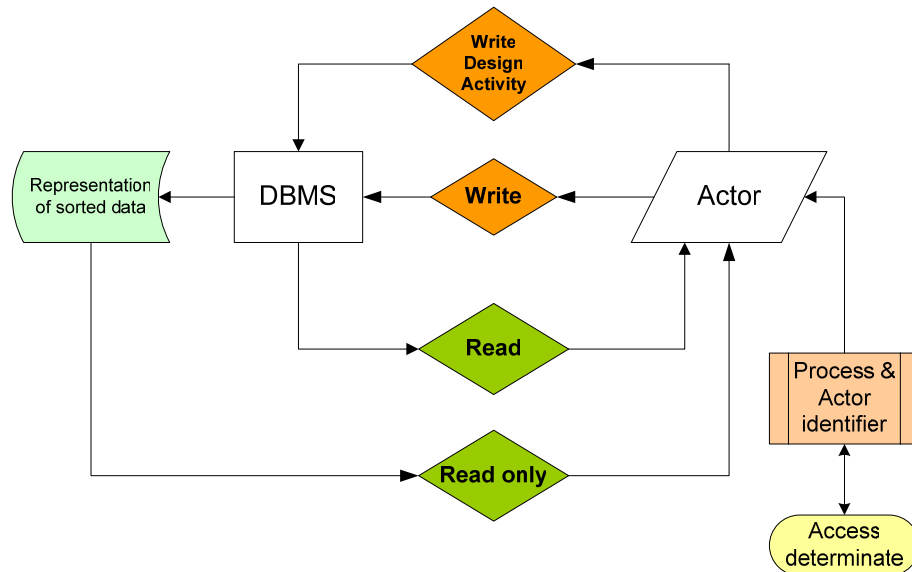 Write
Design
Activity
Representation
of sorted data
DBMS
Write
Actor
Read
Process &
Actor
identifier
Read only
Access
determinate